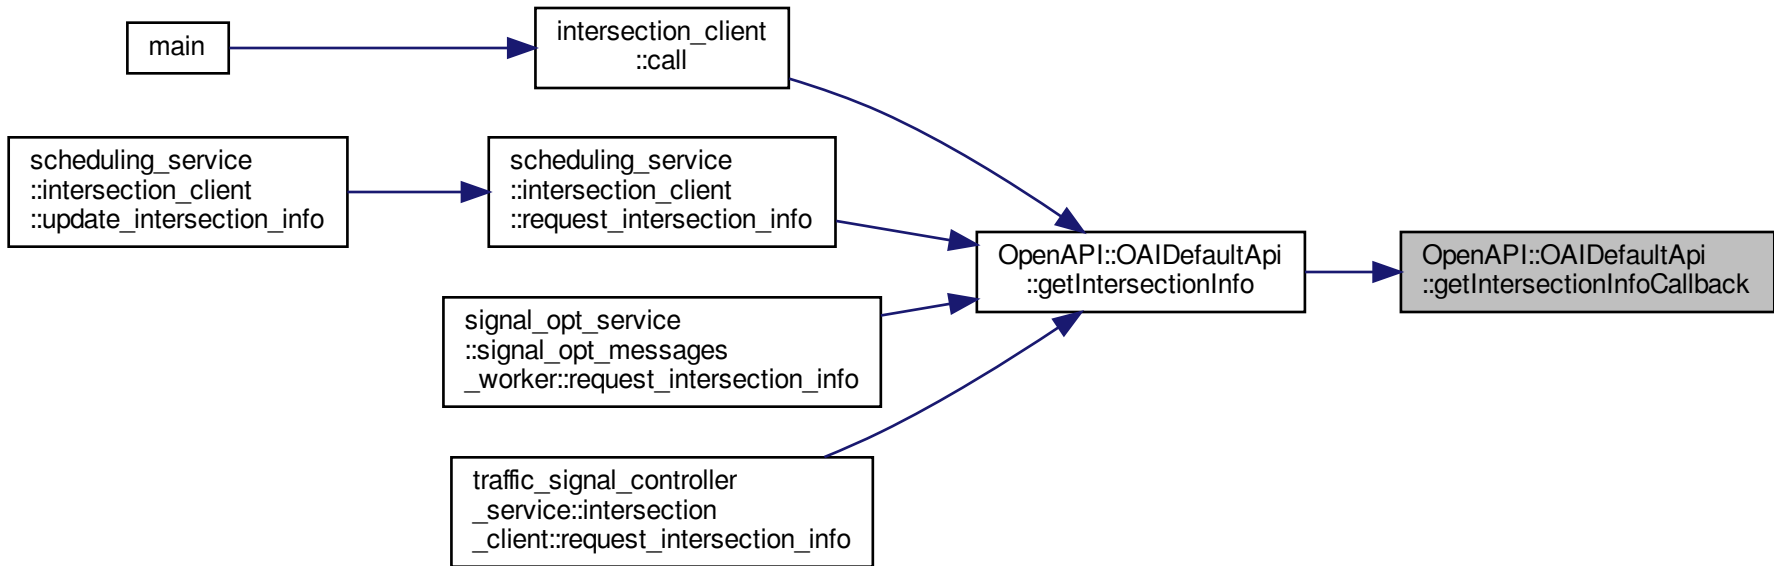 main
intersection_client
::call
scheduling_service
::intersection_client
::update_intersection_info
scheduling_service
::intersection_client
::request_intersection_info
signal_opt_service
::signal_opt_messages
_worker::request_intersection_info
traffic_signal_controller
_service::intersection
_client::request_intersection_info
OpenAPI::OAIDefaultApi
::getIntersectionInfo
OpenAPI::OAIDefaultApi
::getIntersectionInfoCallback